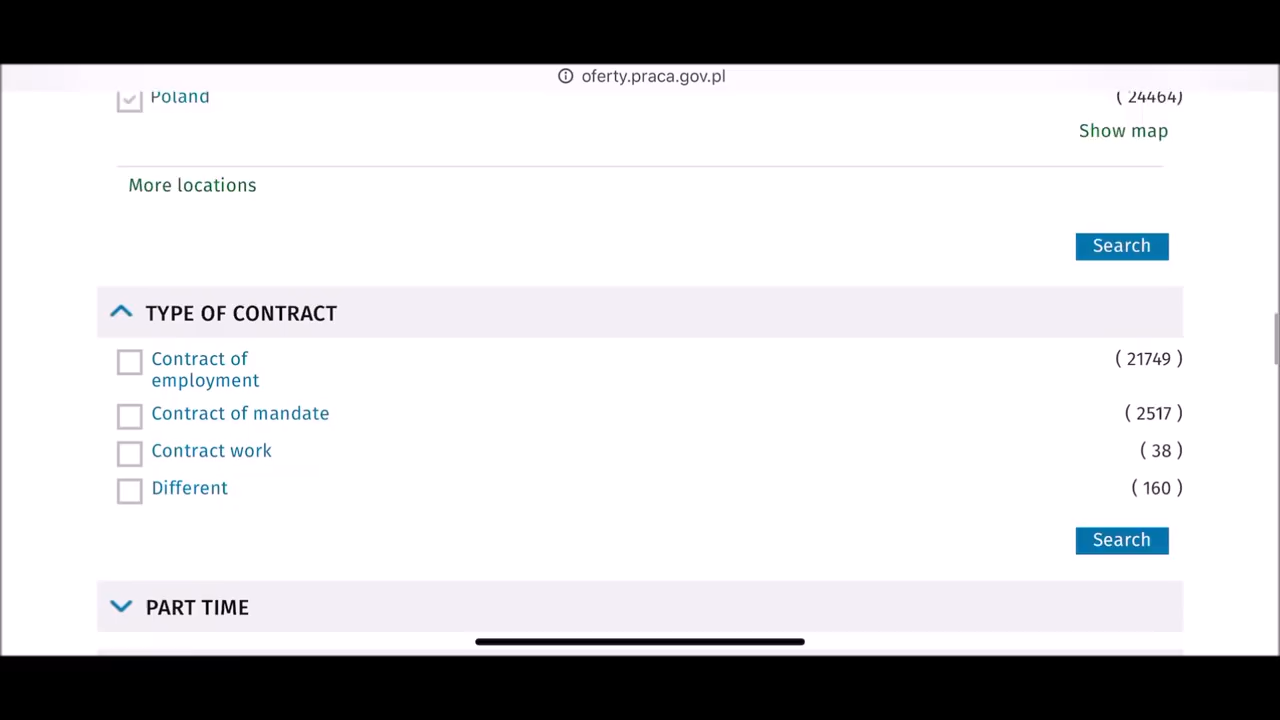 oferty.praca.gov.pl
Poland ( 24464)
Show map
More locations
Search
TYPE OF CONTRACT
Contract of
employment ( 21749 )
Contract of mandate ( 2517 )
Contract work ( 38 )
Different ( 160 )
Search
PART TIME